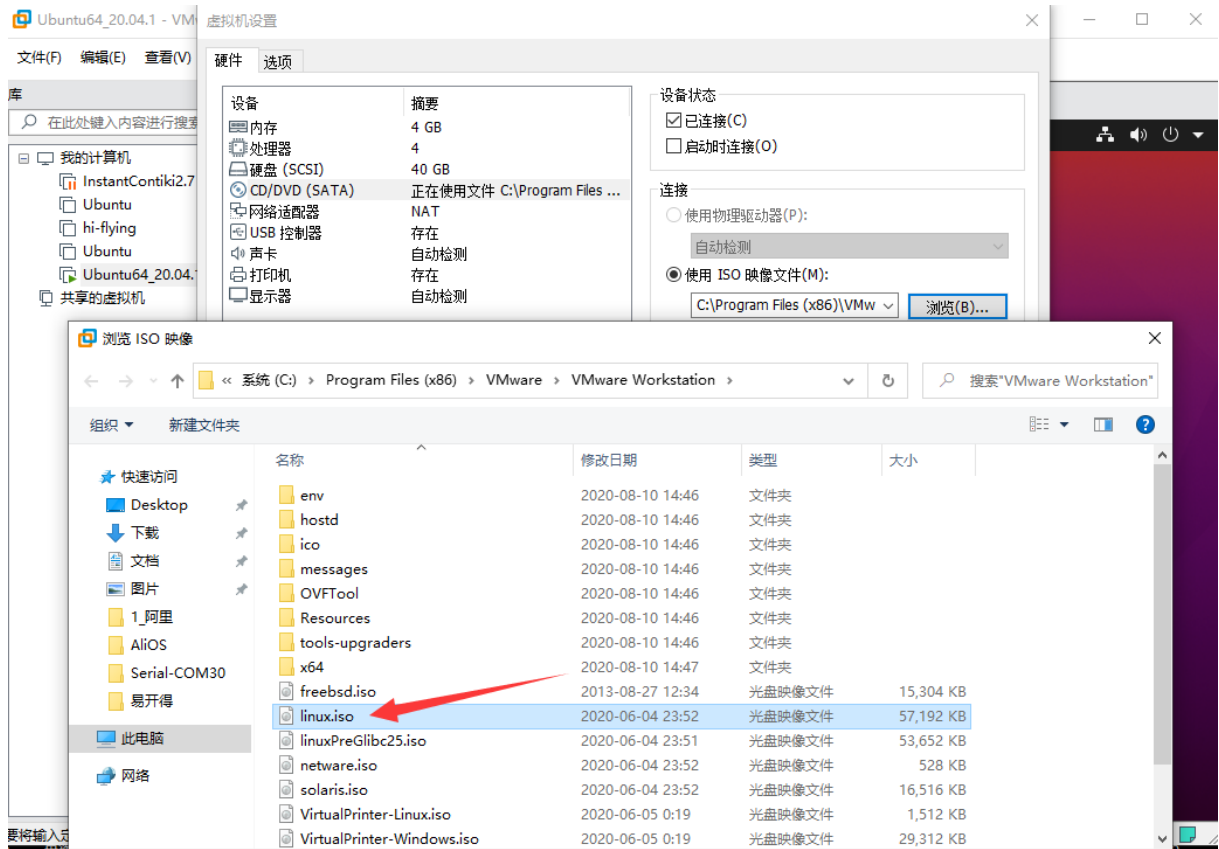 Ubuntu64_20.04.1 - VM
虚拟机设置
文件(F) 编辑(E) 查看(V)
硬件 选项
库
在此处键入内容进行搜索
我的计算机
InstantContiki2.7
Ubuntu
hi-flying
Ubuntu
Ubuntu64_20.04.1
共享的虚拟机
设备 摘要
内存 4 GB
处理器 4
硬盘 (SCSI) 40 GB
CD/DVD (SATA) 正在使用文件 C:\Program Files ...
网络适配器 NAT
USB 控制器 存在
声卡 自动检测
打印机 存在
显示器 自动检测
设备状态
已连接(C)
启动时连接(O)
连接
使用物理驱动器(P):
自动检测
使用 ISO 映像文件(M):
C:\Program Files (x86)\VMw 浏览(B)...
浏览 ISO 映像
« 系统 (C:) › Program Files (x86) › VMware › VMware Workstation ›
搜索"VMware Workstation"
组织 新建文件夹
快速访问
Desktop
下载
文档
图片
1_阿里
AliOS
Serial-COM30
易开得
此电脑
网络
名称 修改日期 类型 大小
env 2020-08-10 14:46 文件夹
hostd 2020-08-10 14:46 文件夹
ico 2020-08-10 14:46 文件夹
messages 2020-08-10 14:46 文件夹
OVFTool 2020-08-10 14:46 文件夹
Resources 2020-08-10 14:46 文件夹
tools-upgraders 2020-08-10 14:46 文件夹
x64 2020-08-10 14:47 文件夹
freebsd.iso 2013-08-27 12:34 光盘映像文件 15,304 KB
linux.iso 2020-06-04 23:52 光盘映像文件 57,192 KB
linuxPreGlibc25.iso 2020-06-04 23:51 光盘映像文件 53,652 KB
netware.iso 2020-06-04 23:52 光盘映像文件 528 KB
solaris.iso 2020-06-04 23:52 光盘映像文件 16,516 KB
VirtualPrinter-Linux.iso 2020-06-05 0:19 光盘映像文件 1,512 KB
VirtualPrinter-Windows.iso 2020-06-05 0:19 光盘映像文件 29,312 KB
要将输入定